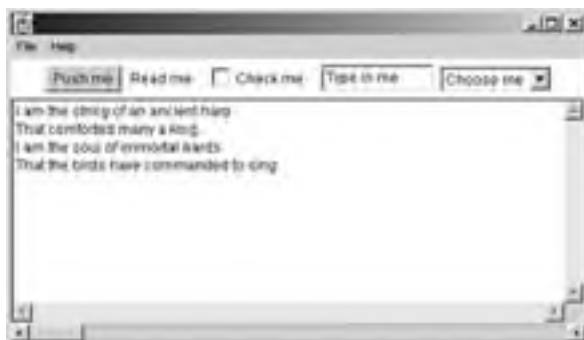 File Help
Push me Read me Check me Type in me Choose me
I am the string of an ancient harp
That comforted many a king.
I am the soul of immortal bards
That the birds have commanded to sing